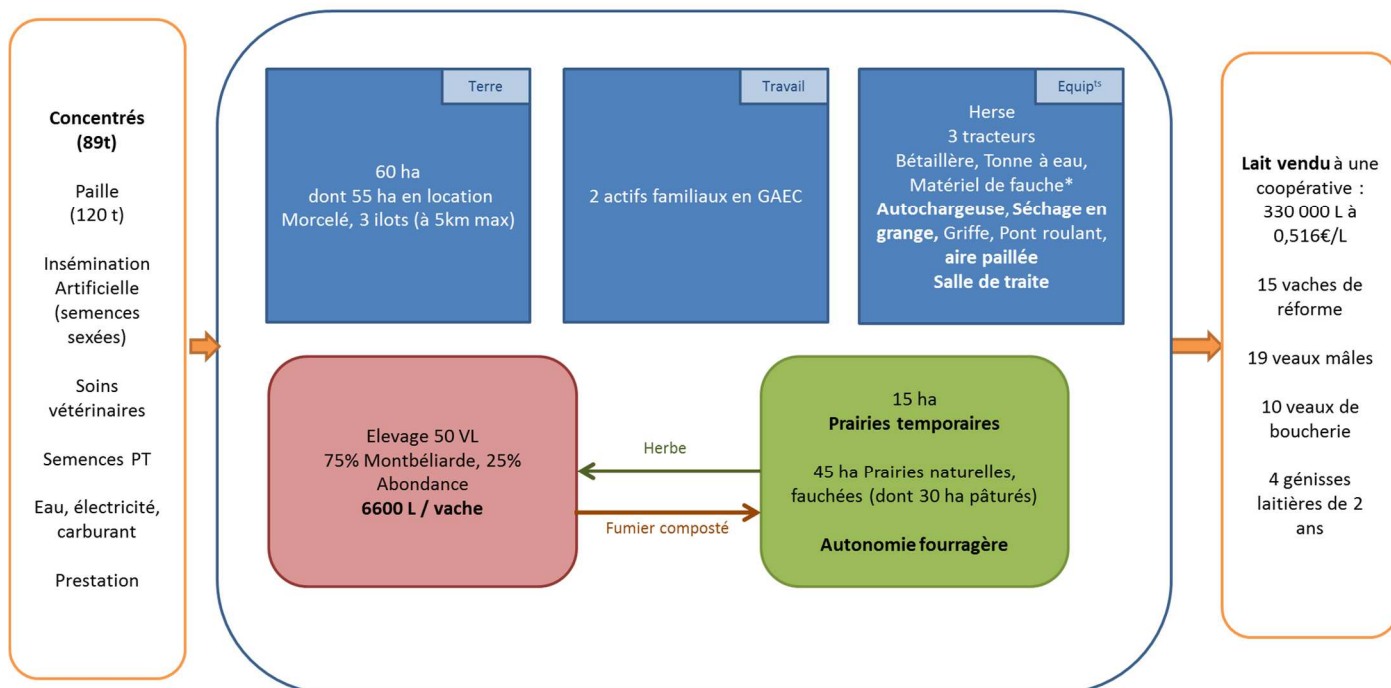 Concentrés
(89t)
Paille
(120 t)
Insémination
Artificielle
(semences
sexées)
Soins
vétérinaires
Semences PT
Eau, électricité,
carburant
Prestation
Terre
60 ha
dont 55 ha en location
Morcelé, 3 ilots (à 5km max)
Travail
2 actifs familiaux en GAEC
Equipᵗˢ
Herse
3 tracteurs
Bétaillère, Tonne à eau,
Matériel de fauche*
Autochargeuse, Séchage en
grange, Griffe, Pont roulant,
aire paillée
Salle de traite
Elevage 50 VL
75% Montbéliarde, 25%
Abondance
6600 L / vache
Herbe
Fumier composté
15 ha
Prairies temporaires
45 ha Prairies naturelles,
fauchées (dont 30 ha pâturés)
Autonomie fourragère
Lait vendu à une
coopérative :
330 000 L à
0,516€/L
15 vaches de
réforme
19 veaux mâles
10 veaux de
boucherie
4 génisses
laitières de 2
ans